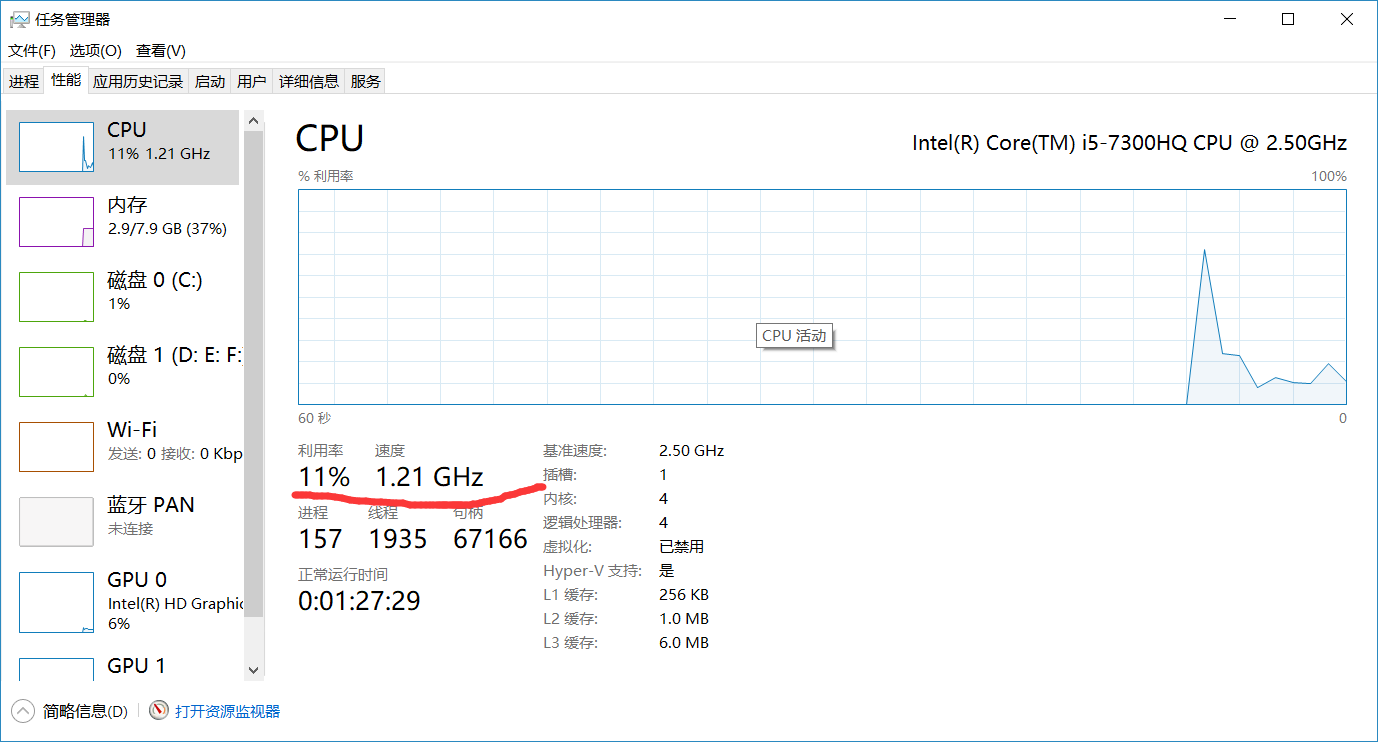 任务管理器
文件(F) 选项(O) 查看(V)
进程 性能 应用历史记录 启动 用户 详细信息 服务
CPU
11% 1.21 GHz
内存
2.9/7.9 GB (37%)
磁盘 0 (C:)
1%
磁盘 1 (D: E: F:
0%
Wi-Fi
发送: 0 接收: 0 Kbp
蓝牙 PAN
未连接
GPU 0
Intel(R) HD Graphic
6%
GPU 1
CPU
Intel(R) Core(TM) i5-7300HQ CPU @ 2.50GHz
% 利用率 100%
CPU 活动
60 秒 0
利用率 速度
11% 1.21 GHz
进程 线程 句柄
157 1935 67166
正常运行时间
0:01:27:29
基准速度: 2.50 GHz
插槽: 1
内核: 4
逻辑处理器: 4
虚拟化: 已禁用
Hyper-V 支持: 是
L1 缓存: 256 KB
L2 缓存: 1.0 MB
L3 缓存: 6.0 MB
简略信息(D) 打开资源监视器